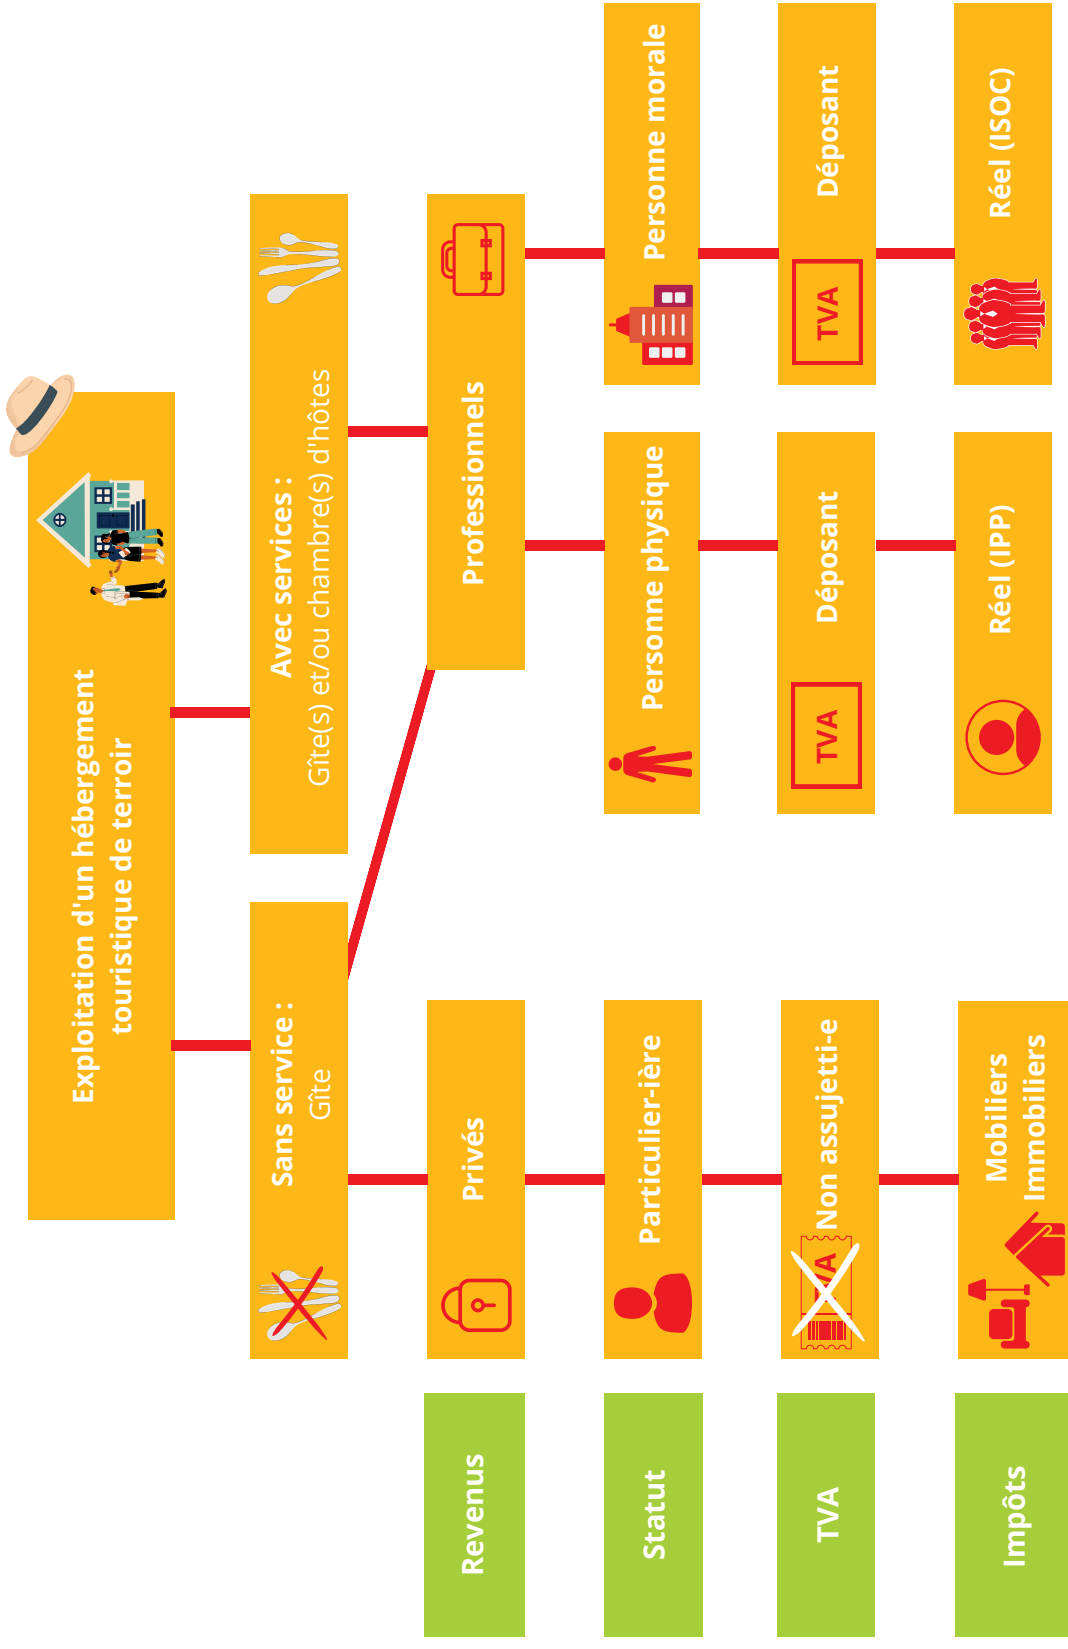 Exploitation d'un hébergement
touristique de terroir
Sans service :
Gîte
Avec services :
Gîte(s) et/ou chambre(s) d'hôtes
Revenus
Privés
Professionnels
Statut
Particulier-ière
Personne physique
Personne morale
TVA
TVA
Non assujetti-e
TVA
Déposant
TVA
Déposant
Impôts
Mobiliers
Immobiliers
Réel (IPP)
Réel (ISOC)